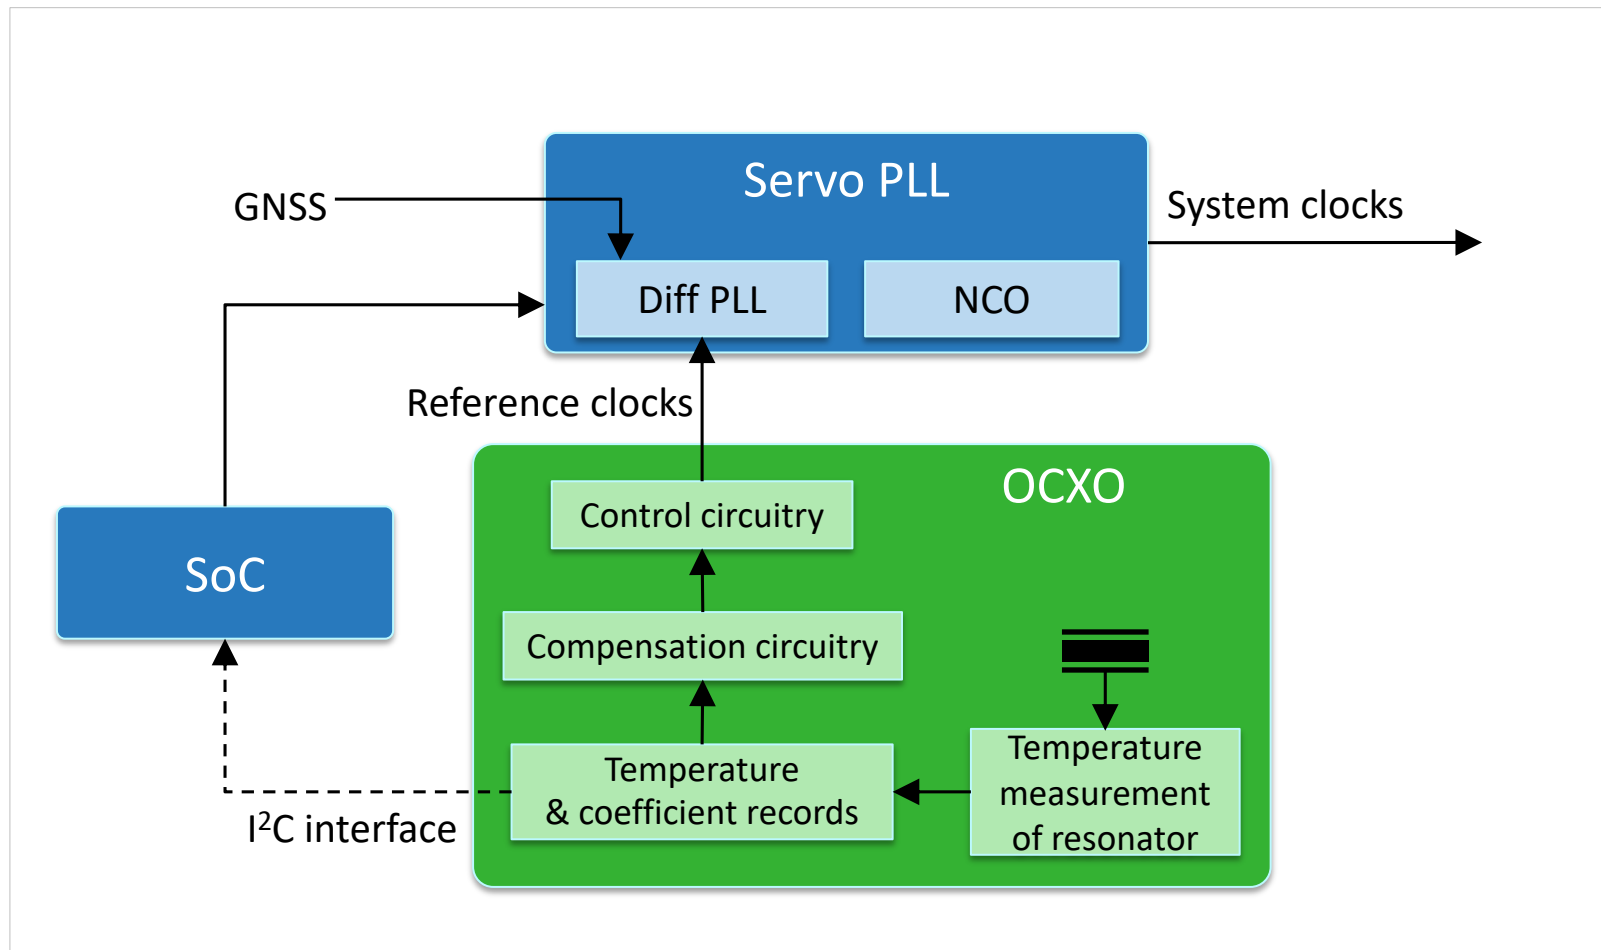 Servo PLL
GNSS
System clocks
Diff PLL
NCO
Reference clocks
OCXO
Control circuitry
SoC
Compensation circuitry
Temperature
& coefficient records
Temperature
measurement
of resonator
I²C interface